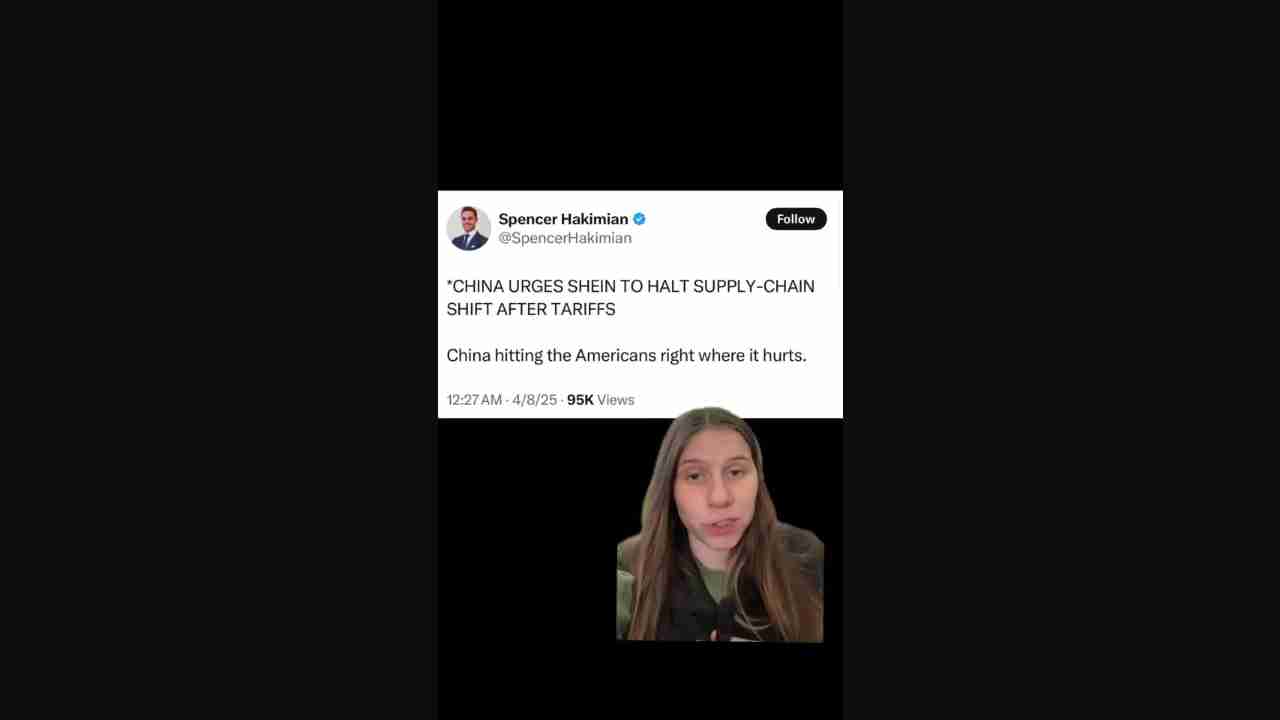 Spencer Hakimian
@SpencerHakimian
Follow
*CHINA URGES SHEIN TO HALT SUPPLY-CHAIN
SHIFT AFTER TARIFFS
China hitting the Americans right where it hurts.
12:27 AM · 4/8/25 · 95K Views